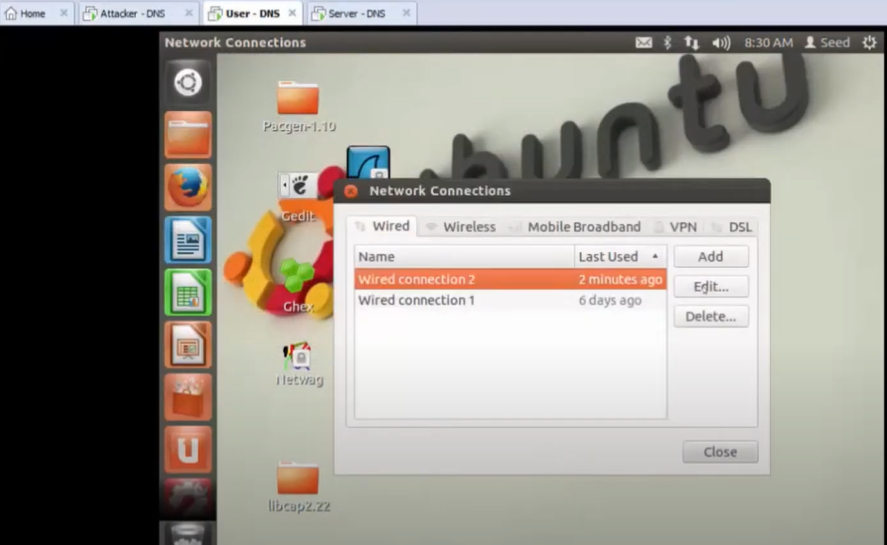 Home
Attacker - DNS
User - DNS
Server - DNS
Network Connections
8:30 AM
Seed
Pacgen-1.10
ubuntu
Gedit
Ghex
Netwag
libcap2.22
Network Connections
Wired
Wireless
Mobile Broadband
VPN
DSL
Name
Last Used
Wired connection 2
2 minutes ago
Wired connection 1
6 days ago
Add
Edit...
Delete...
Close